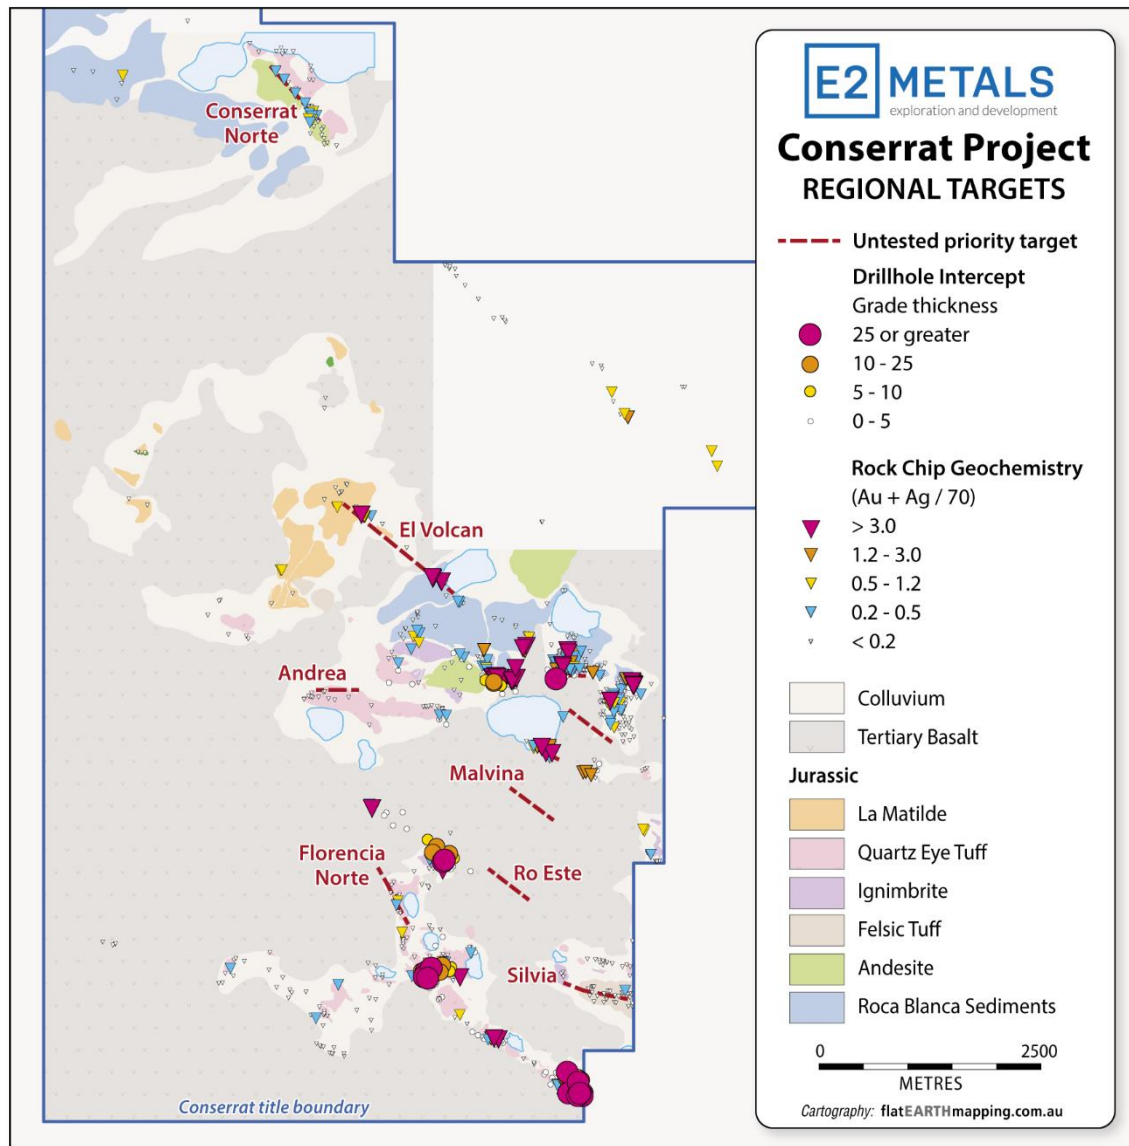 Conserrat
Norte
El Volcan
Andrea
Malvina
Florencia
Norte
Ro Este
Silvia
Conserrat title boundary
E2 METALS
exploration and development
Conserrat Project
REGIONAL TARGETS
Untested priority target
Drillhole Intercept
Grade thickness
25 or greater
10 - 25
5 - 10
0 - 5
Rock Chip Geochemistry
(Au + Ag / 70)
> 3.0
1.2 - 3.0
0.5 - 1.2
0.2 - 0.5
< 0.2
Colluvium
Tertiary Basalt
Jurassic
La Matilde
Quartz Eye Tuff
Ignimbrite
Felsic Tuff
Andesite
Roca Blanca Sediments
0 2500
METRES
Cartography: flatEARTHmapping.com.au